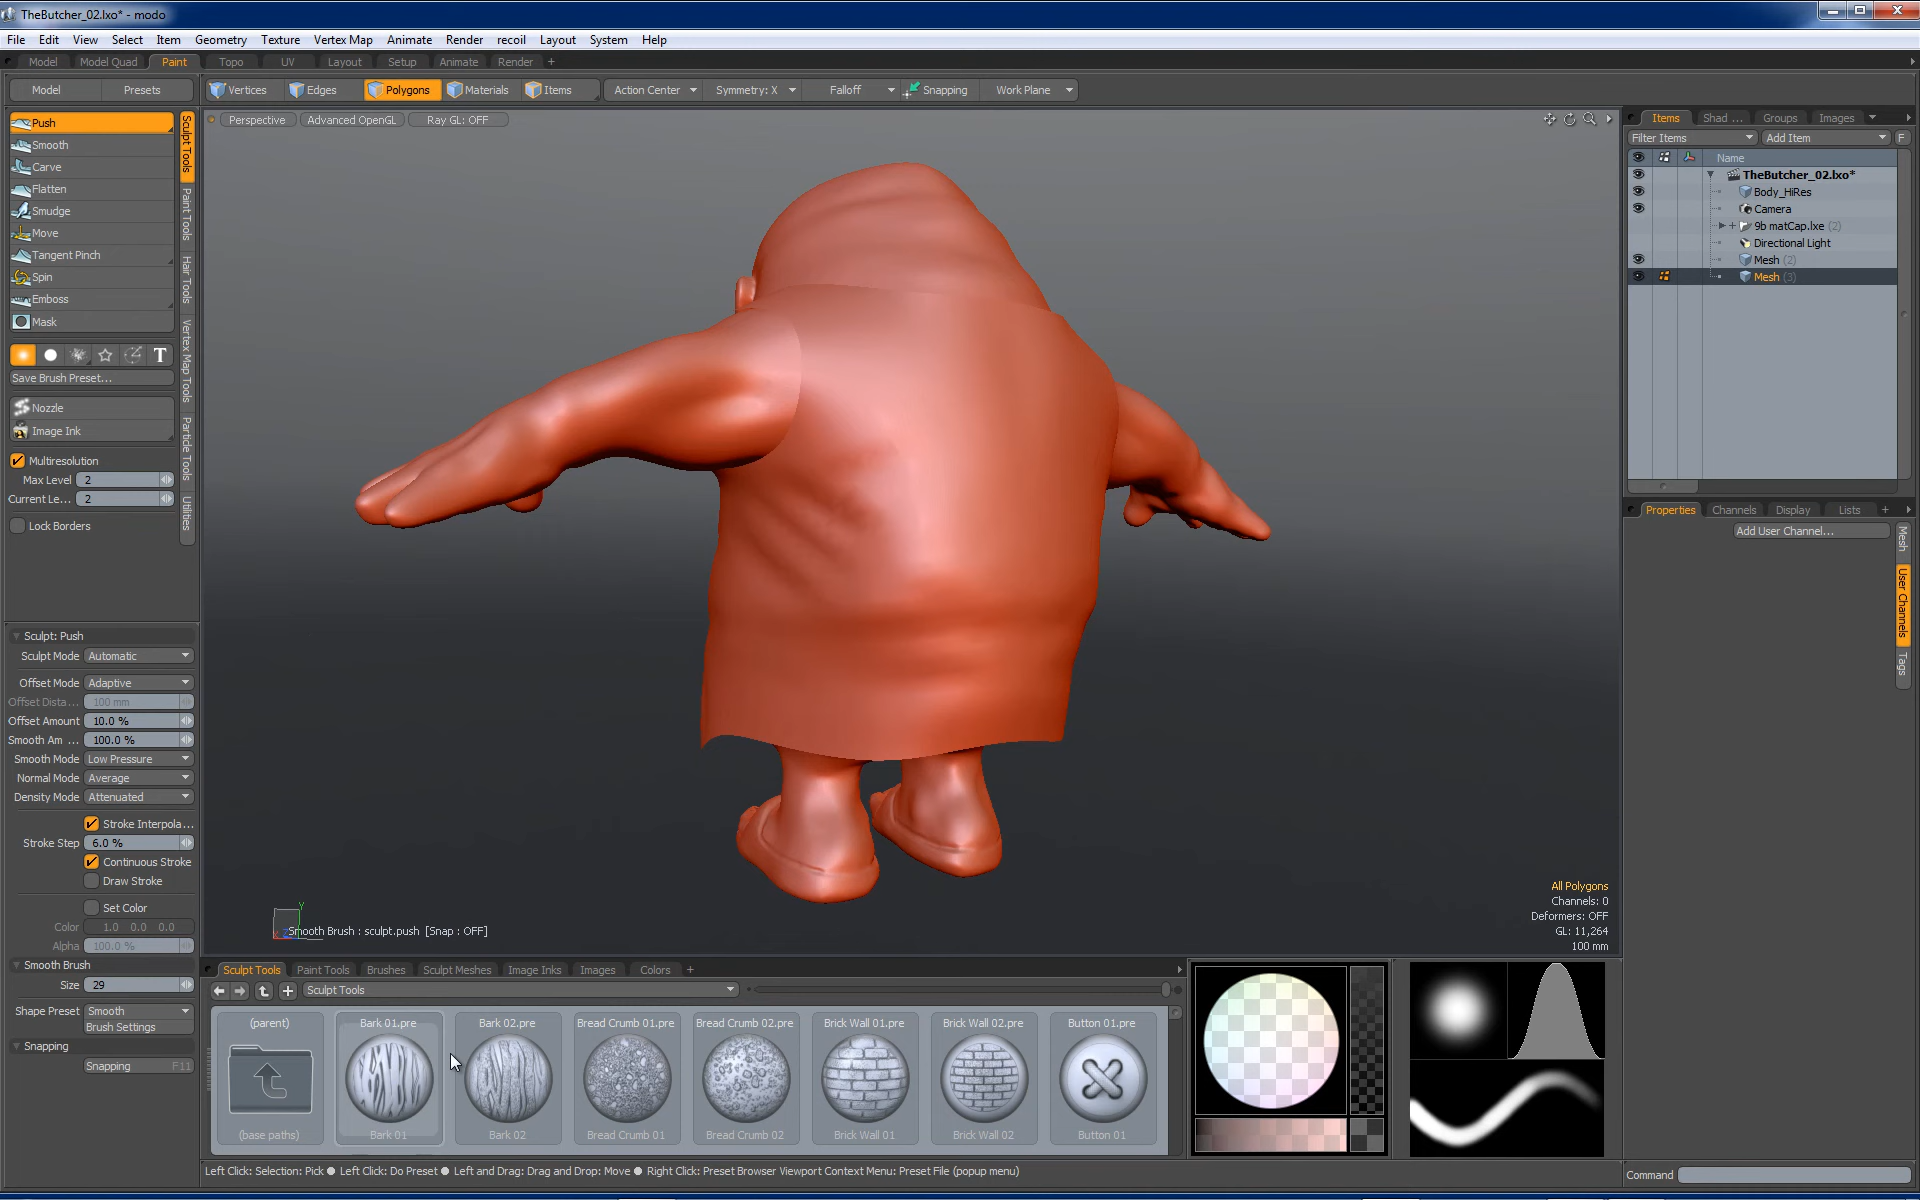 TheButcher_02.lxo* - modo
File Edit View Select Item Geometry Texture Vertex Map Animate Render recoil Layout System Help
Model Model Quad Paint Topo UV Layout Setup Animate Render +
Model Presets
Vertices Edges Polygons Materials Items Action Center Symmetry: X Falloff Snapping Work Plane
Push
Smooth
Carve
Flatten
Smudge
Move
Tangent Pinch
Spin
Emboss
Mask
T
Save Brush Preset...
Nozzle
Image Ink
Multiresolution
Max Level 2
Current Le... 2
Lock Borders
Sculpt Tools
Paint Tools
Hair Tools
Vertex Map Tools
Particle Tools
Utilities
Sculpt: Push
Sculpt Mode Automatic
Offset Mode Adaptive
Offset Dista... 100 mm
Offset Amount 10.0 %
Smooth Am ... 100.0 %
Smooth Mode Low Pressure
Normal Mode Average
Density Mode Attenuated
Stroke Interpola...
Stroke Step 6.0 %
Continuous Stroke
Draw Stroke
Set Color
Color 1.0 0.0 0.0
Alpha 100.0 %
Smooth Brush
Size 29
Shape Preset Smooth
Brush Settings
Snapping
Snapping F11
Perspective Advanced OpenGL Ray GL: OFF
Y
X Z
Smooth Brush : sculpt.push [Snap : OFF]
All Polygons
Channels: 0
Deformers: OFF
GL: 11,264
100 mm
Sculpt Tools Paint Tools Brushes Sculpt Meshes Image Inks Images Colors +
Sculpt Tools
(parent) Bark 01.pre Bark 02.pre Bread Crumb 01.pre Bread Crumb 02.pre Brick Wall 01.pre Brick Wall 02.pre Button 01.pre
(base paths) Bark 01 Bark 02 Bread Crumb 01 Bread Crumb 02 Brick Wall 01 Brick Wall 02 Button 01
Left Click: Selection: Pick ● Left Click: Do Preset ● Left and Drag: Drag and Drop: Move ● Right Click: Preset Browser Viewport Context Menu: Preset File (popup menu)
Items Shad ... Groups Images
Filter Items Add Item F
Name
TheButcher_02.lxo*
Body_HiRes
Camera
9b matCap.lxe (2)
Directional Light
Mesh (2)
Mesh (3)
Properties Channels Display Lists +
Add User Channel...
Mesh
User Channels
Tags
Command